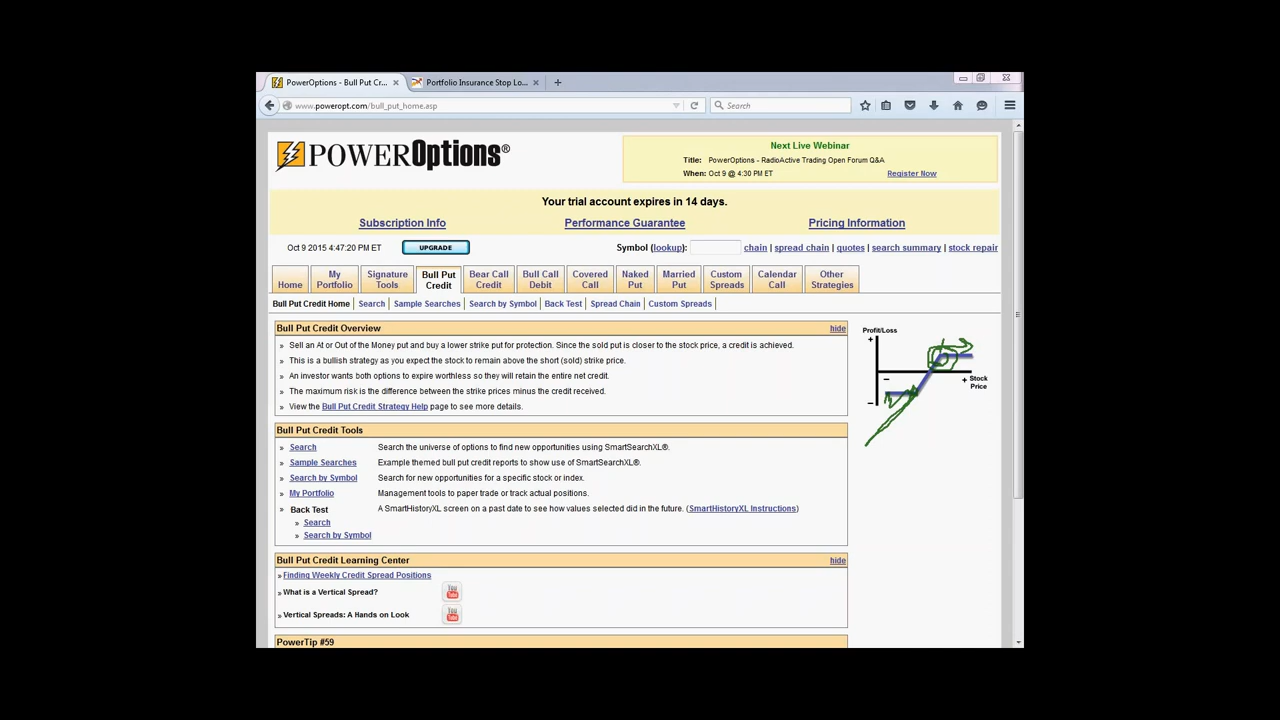 PowerOptions - Bull Put Cr... Portfolio Insurance Stop Lo...
www.poweropt.com/bull_put_home.asp Search
POWEROptions®
Next Live Webinar
Title: PowerOptions - RadioActive Trading Open Forum Q&A
When: Oct 9 @ 4:30 PM ET Register Now
Your trial account expires in 14 days.
Subscription Info Performance Guarantee Pricing Information
Oct 9 2015 4:47:20 PM ET UPGRADE Symbol (lookup): chain | spread chain | quotes | search summary | stock repair
Home My Portfolio Signature Tools Bull Put Credit Bear Call Credit Bull Call Debit Covered Call Naked Put Married Put Custom Spreads Calendar Call Other Strategies
Bull Put Credit Home | Search | Sample Searches | Search by Symbol | Back Test | Spread Chain | Custom Spreads |
Bull Put Credit Overview hide
» Sell an At or Out of the Money put and buy a lower strike put for protection. Since the sold put is closer to the stock price, a credit is achieved.
» This is a bullish strategy as you expect the stock to remain above the short (sold) strike price.
» An investor wants both options to expire worthless so they will retain the entire net credit.
» The maximum risk is the difference between the strike prices minus the credit received.
» View the Bull Put Credit Strategy Help page to see more details.
Profit/Loss
+
− + Stock
Price
−
Bull Put Credit Tools
» Search Search the universe of options to find new opportunities using SmartSearchXL®.
» Sample Searches Example themed bull put credit reports to show use of SmartSearchXL®.
» Search by Symbol Search for new opportunities for a specific stock or index.
» My Portfolio Management tools to paper trade or track actual positions.
» Back Test A SmartHistoryXL screen on a past date to see how values selected did in the future. (SmartHistoryXL Instructions)
» Search
» Search by Symbol
Bull Put Credit Learning Center hide
» Finding Weekly Credit Spread Positions
» What is a Vertical Spread? You Tube
» Vertical Spreads: A Hands on Look You Tube
PowerTip #59